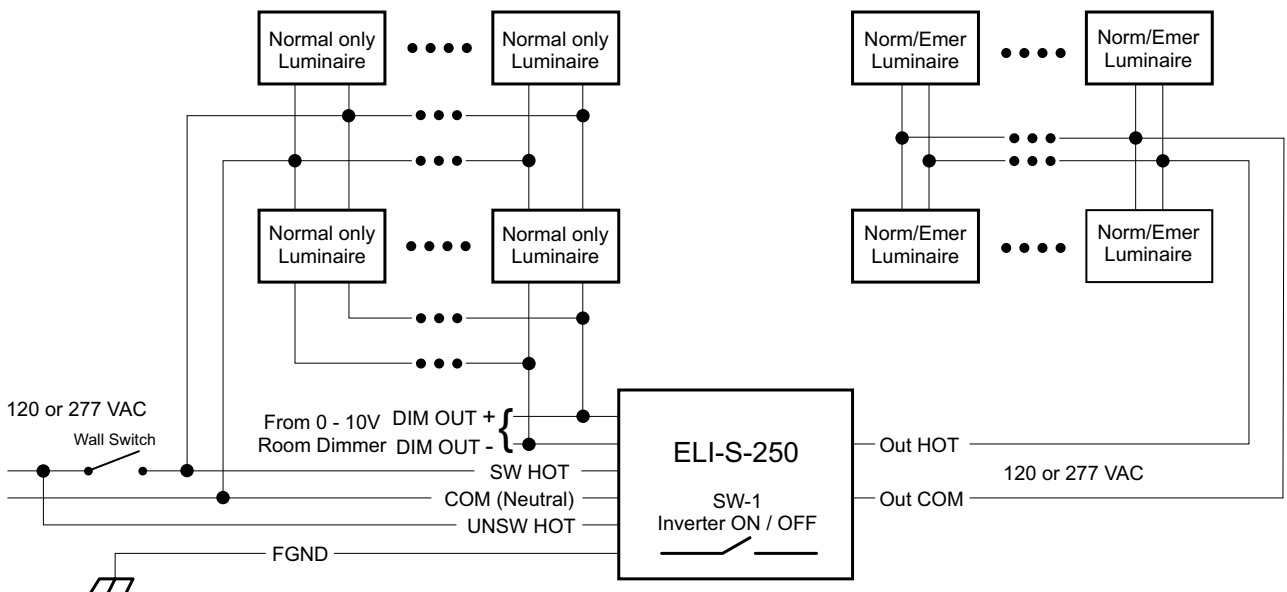 Normal only
Luminaire
Normal only
Luminaire
Norm/Emer
Luminaire
Norm/Emer
Luminaire
Normal only
Luminaire
Normal only
Luminaire
Norm/Emer
Luminaire
Norm/Emer
Luminaire
120 or 277 VAC
Wall Switch
From 0 - 10V
Room Dimmer
DIM OUT +
DIM OUT -
{
SW HOT
COM (Neutral)
UNSW HOT
FGND
ELI-S-250
SW-1
Inverter ON / OFF
Out HOT
120 or 277 VAC
Out COM